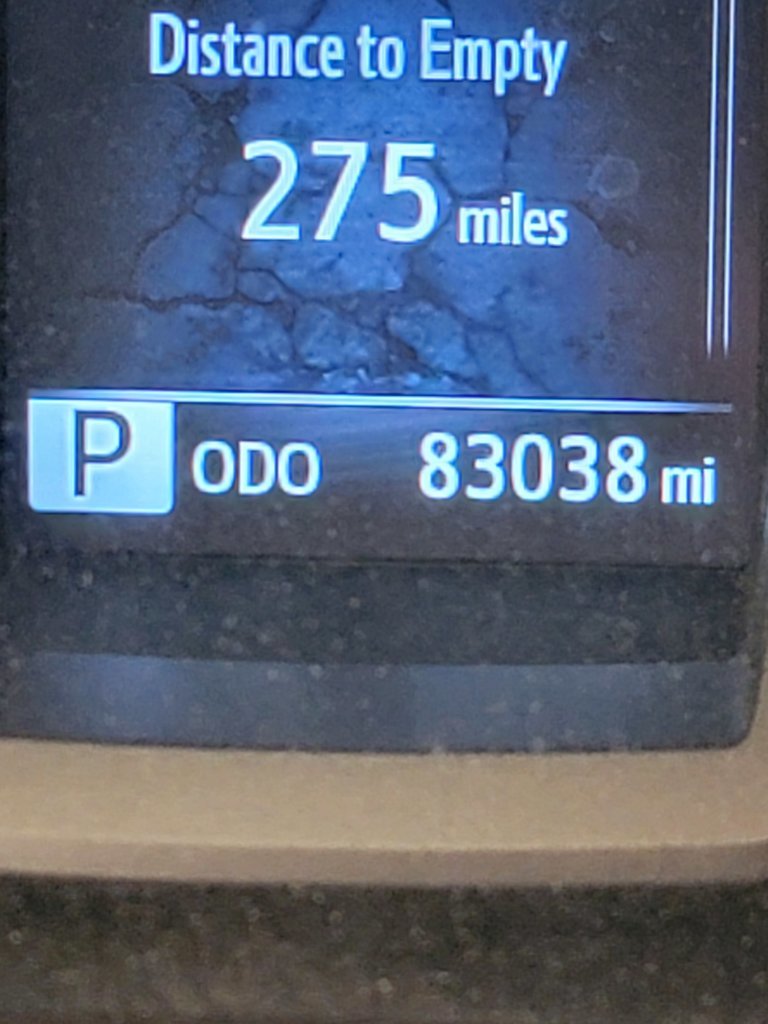 Distance to Empty
275 miles
P ODO 83038 mi